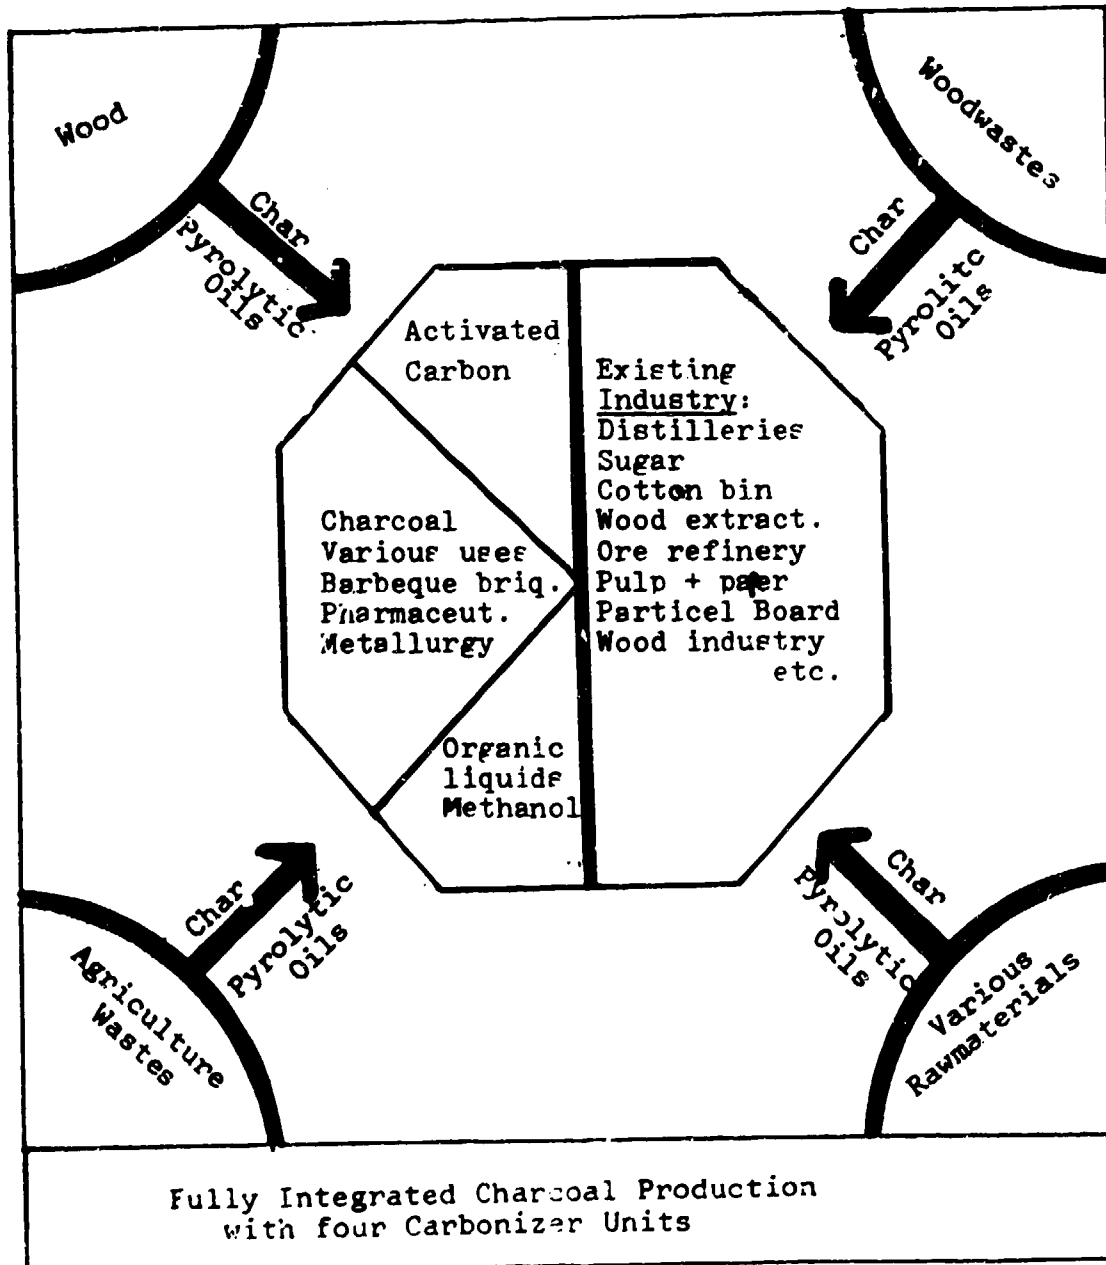 Wood
Char
Pyrolytic
Oils
Woodwastes
Char
Pyrolitc
Oils
Activated
Carbon
Charcoal
Various uses
Barbeque briq.
Pharmaceut.
Metallurgy
Organic
liquids
Methanol
Existing
Industry:
Distilleries
Sugar
Cotton bin
Wood extract.
Ore refinery
Pulp + paper
Particel Board
Wood industry
etc.
Char
Pyrolytic
Oils
Agriculture
Wastes
Char
Pyrolytic
Oils
Various
Rawmaterials
Fully Integrated Charcoal Production
with four Carbonizer Units